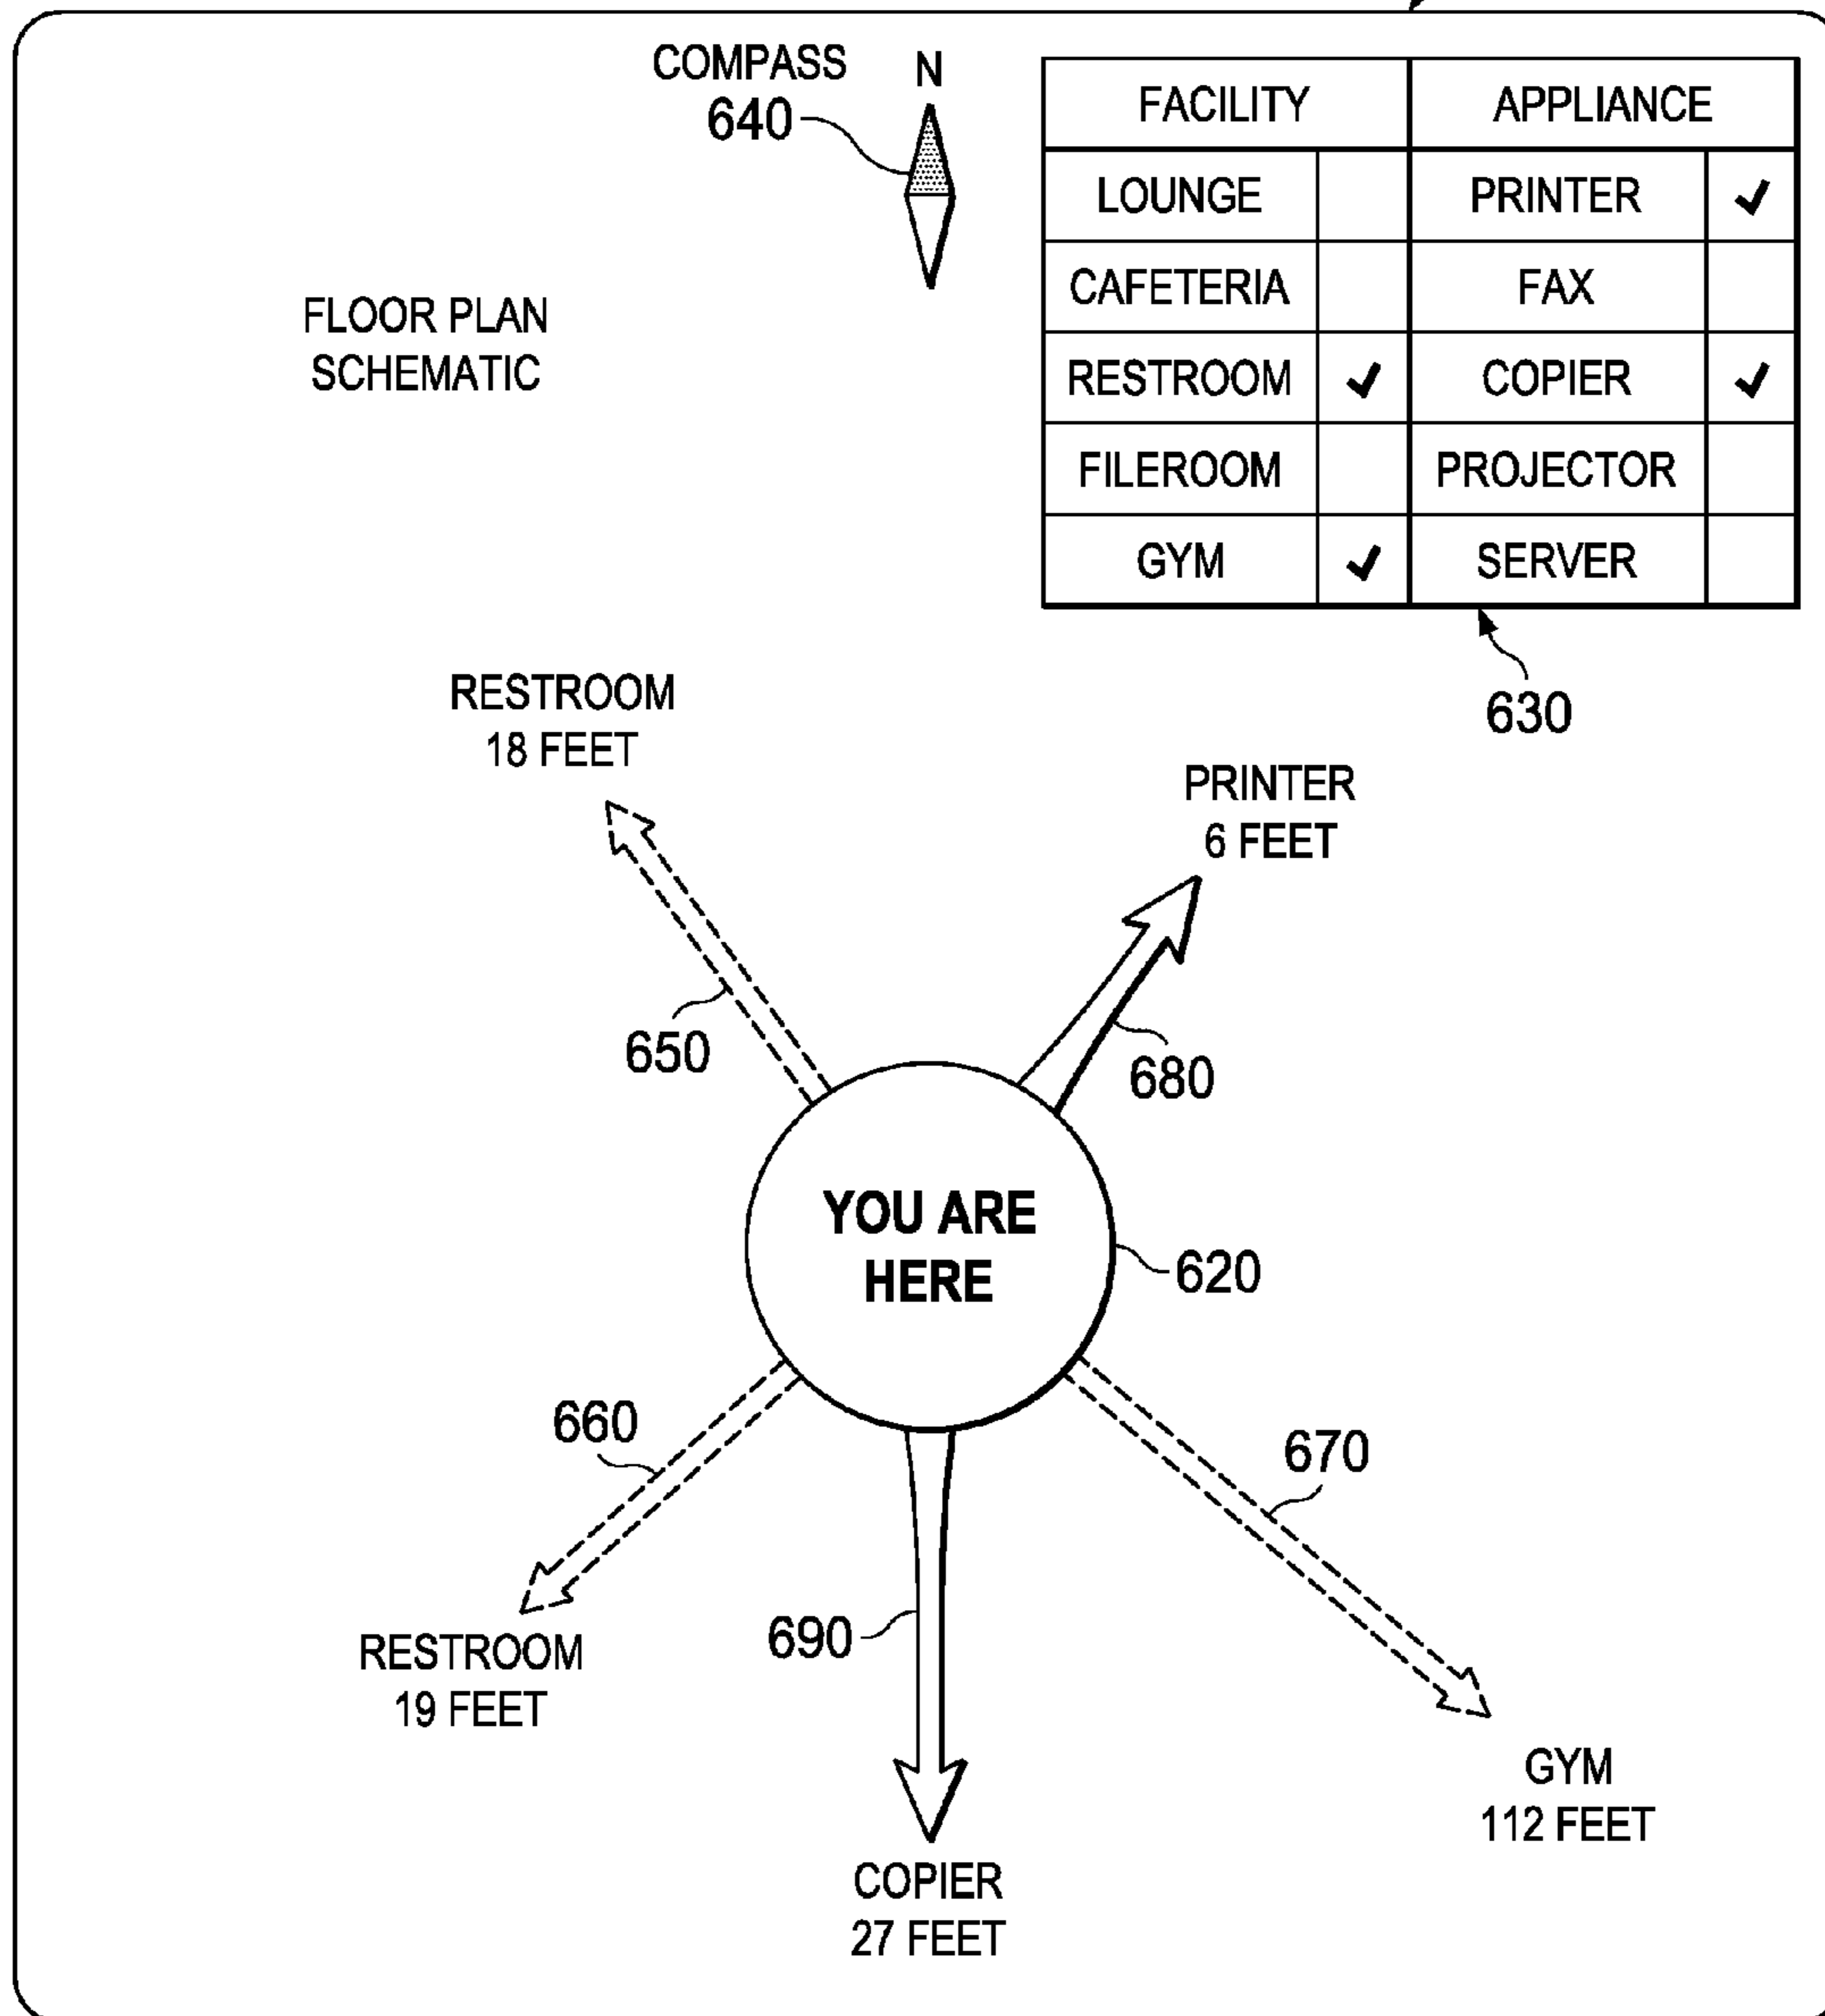 COMPASS N
640
FACILITY APPLIANCE
LOUNGE PRINTER ✓
CAFETERIA FAX
RESTROOM ✓ COPIER ✓
FILEROOM PROJECTOR
GYM ✓ SERVER
630
FLOOR PLAN
SCHEMATIC
RESTROOM
18 FEET
PRINTER
6 FEET
650
680
YOU ARE
HERE
620
660
670
RESTROOM
19 FEET
690
GYM
112 FEET
COPIER
27 FEET